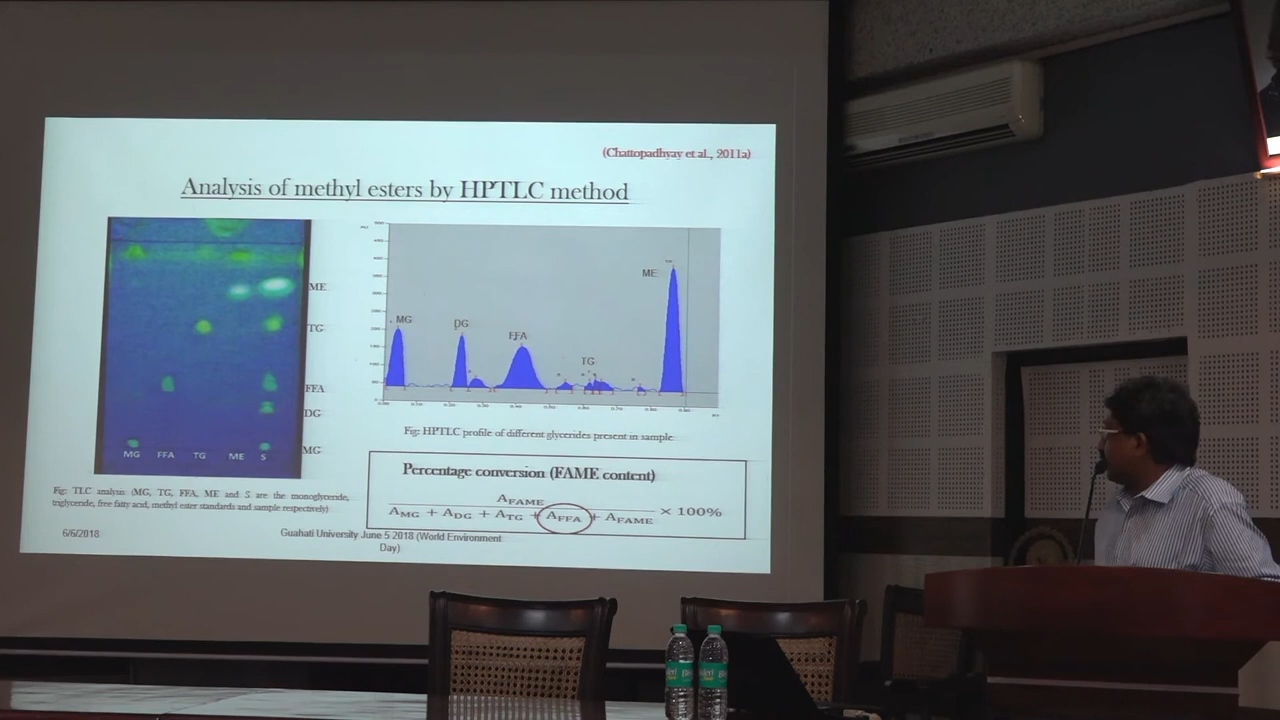 (Chattopadhyay et al., 2011a)
Analysis of methyl esters by HPTLC method
ME
TG
FFA
DG
MG
MG FFA TG ME S
MG
DG
FFA
TG
ME
Fig: HPTLC profile of different glycerides present in sample
Fig: TLC analysis (MG, TG, FFA, ME and S are the monoglyceride,
triglyceride, free fatty acid, methyl ester standards and sample respectively)
Percentage conversion (FAME content)
A_FAME
A_MG + A_DG + A_TG + A_FFA + A_FAME × 100%
6/6/2018
Guahati University June 5 2018 (World Environment
Day)